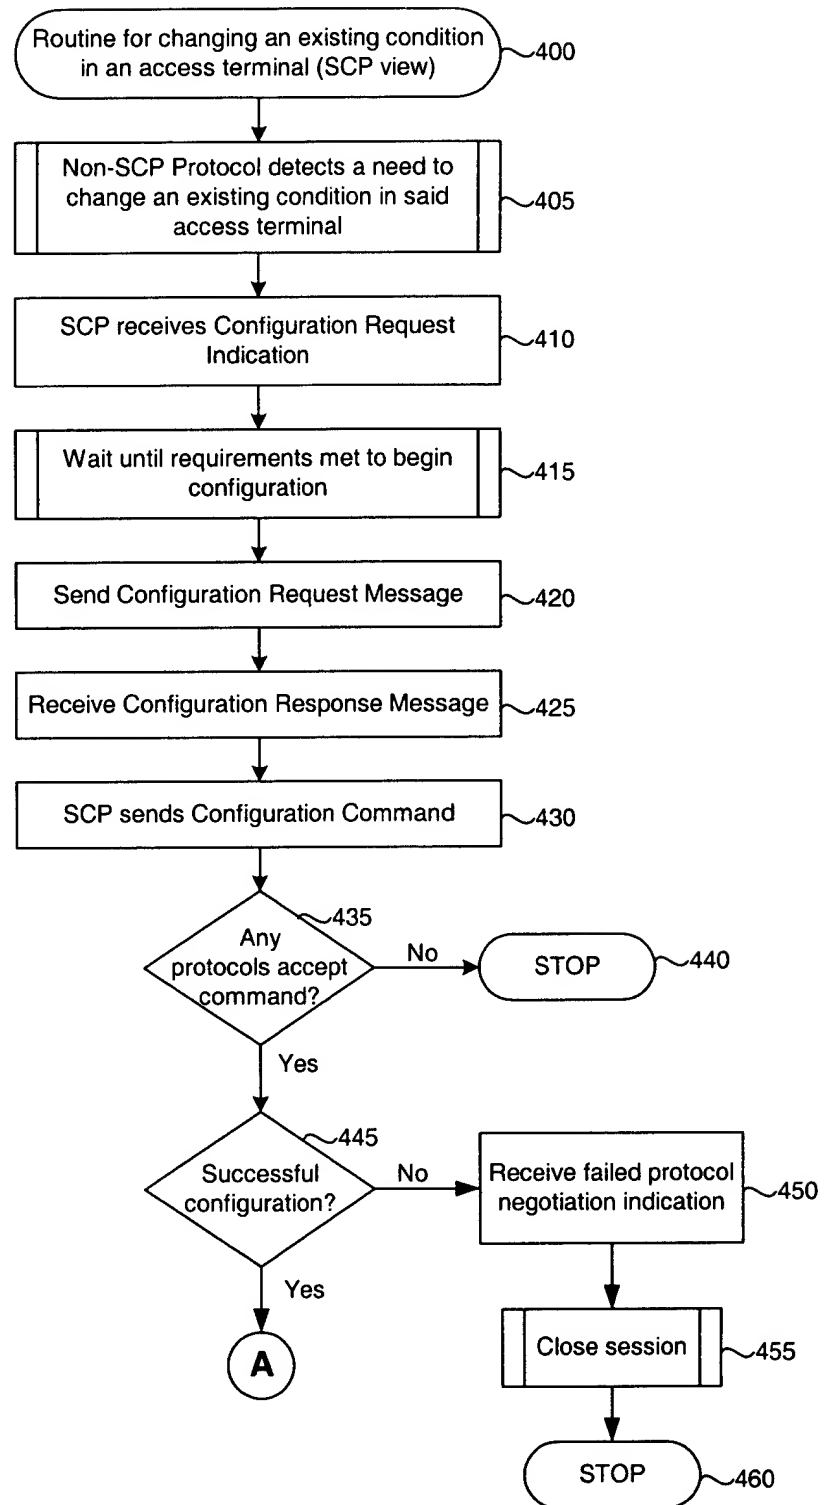 Routine for changing an existing condition
in an access terminal (SCP view)
400
Non-SCP Protocol detects a need to
change an existing condition in said
access terminal
405
SCP receives Configuration Request
Indication
410
Wait until requirements met to begin
configuration
415
Send Configuration Request Message
420
Receive Configuration Response Message
425
SCP sends Configuration Command
430
435
Any
protocols accept
command?
No
STOP
440
Yes
445
Successful
configuration?
No
Receive failed protocol
negotiation indication
450
Yes
A
Close session
455
STOP
460